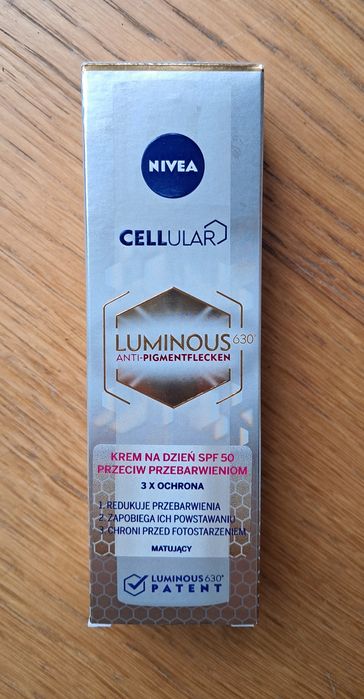 NIVEA
CELLULAR
LUMINOUS630®
ANTI-PIGMENTFLECKEN
KREM NA DZIEŃ SPF 50
PRZECIW PRZEBARWIENIOM
3 X OCHRONA
1. REDUKUJE PRZEBARWIENIA
2. ZAPOBIEGA ICH POWSTAWANIU
3. CHRONI PRZED FOTOSTARZENIEM
MATUJĄCY
LUMINOUS630®
PATENT